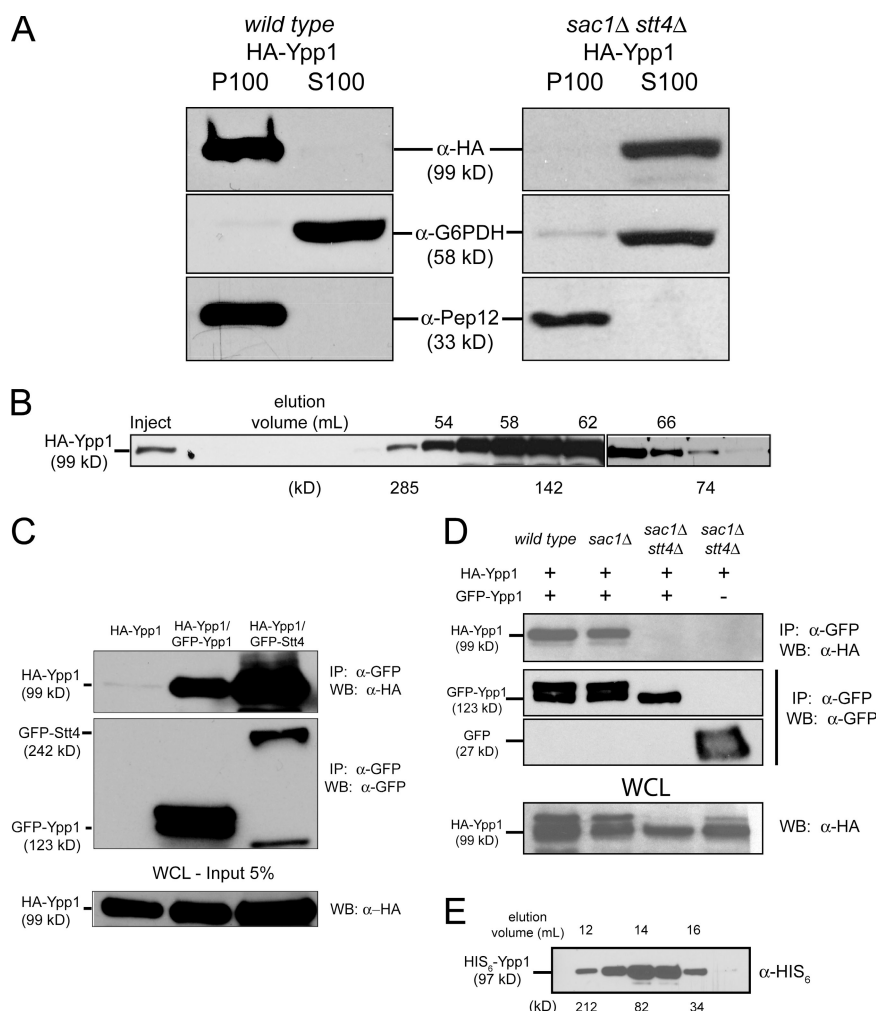 A
wild type
HA-Ypp1
P100 S100
sac1Δ stt4Δ
HA-Ypp1
P100 S100
α-HA
(99 kD)
α-G6PDH
(58 kD)
α-Pep12
(33 kD)
B
elution
Inject volume (mL) 54 58 62 66
HA-Ypp1
(99 kD)
(kD) 285 142 74
C
HA-Ypp1 HA-Ypp1/ HA-Ypp1/
GFP-Ypp1 GFP-Stt4
HA-Ypp1
(99 kD)
IP: α-GFP
WB: α-HA
GFP-Stt4
(242 kD)
IP: α-GFP
WB: α-GFP
GFP-Ypp1
(123 kD)
WCL - Input 5%
HA-Ypp1
(99 kD)
WB: α–HA
D
wild type sac1Δ sac1Δ sac1Δ
stt4Δ stt4Δ
HA-Ypp1 + + + +
GFP-Ypp1 + + + -
HA-Ypp1
(99 kD)
IP: α-GFP
WB: α-HA
GFP-Ypp1
(123 kD)
IP: α-GFP
WB: α-GFP
GFP
(27 kD)
WCL
HA-Ypp1
(99 kD)
WB: α-HA
E
elution
volume (mL) 12 14 16
HIS6-Ypp1
(97 kD)
α-HIS6
(kD) 212 82 34